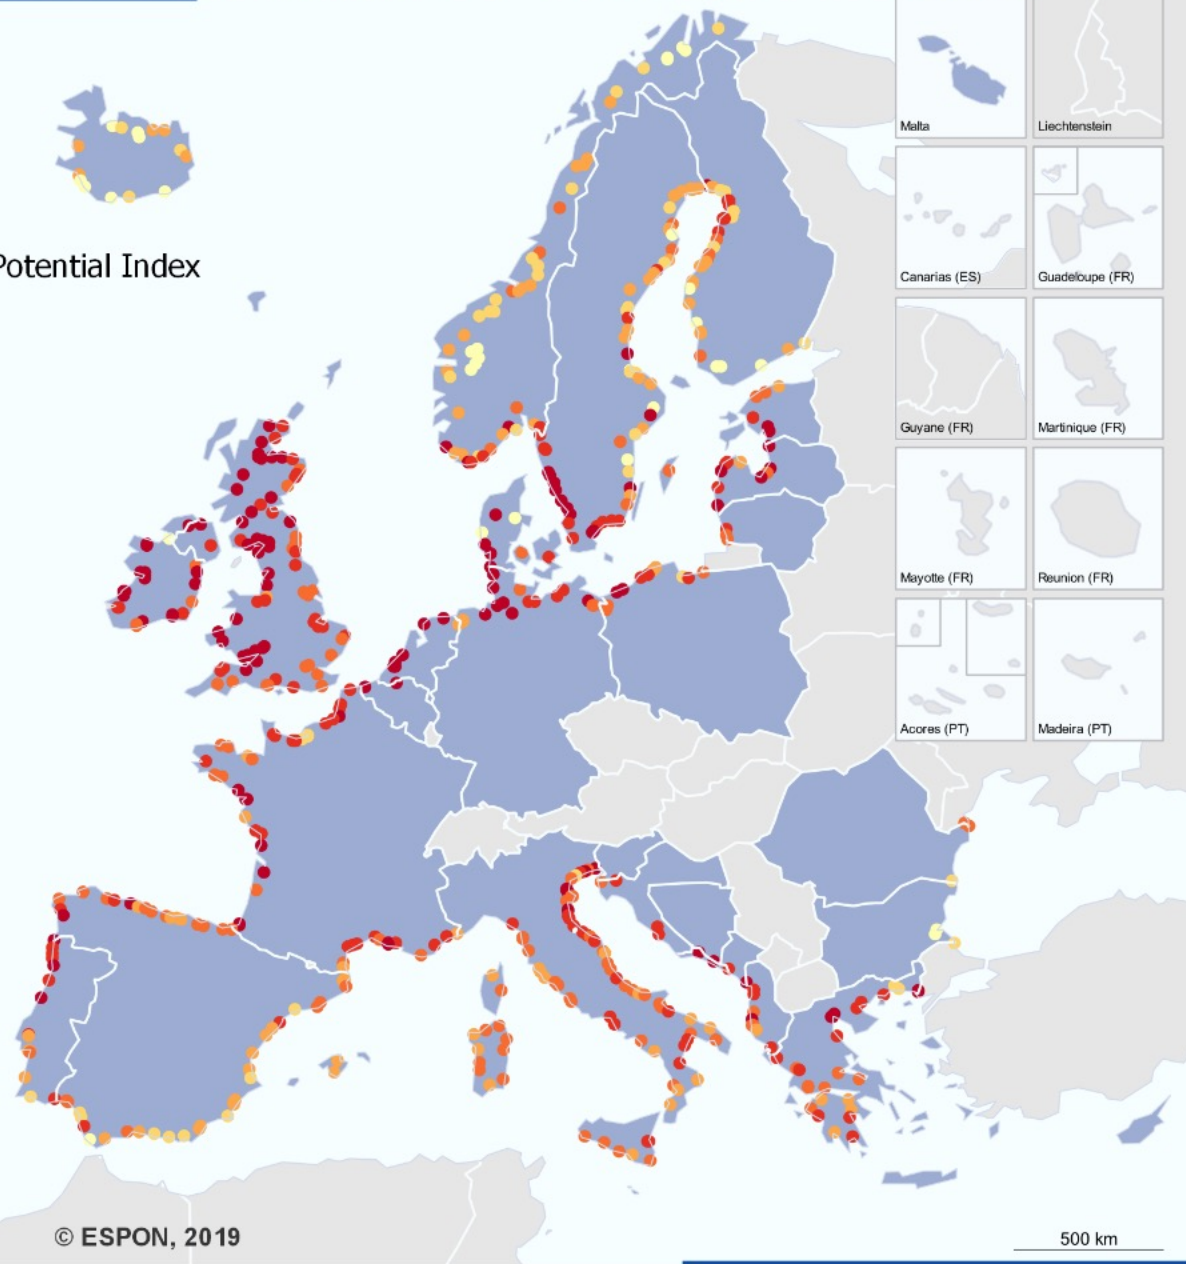 Potential Index
Malta
Liechtenstein
Canarias (ES)
Guadeloupe (FR)
Guyane (FR)
Martinique (FR)
Mayotte (FR)
Reunion (FR)
Acores (PT)
Madeira (PT)
© ESPON, 2019
500 km